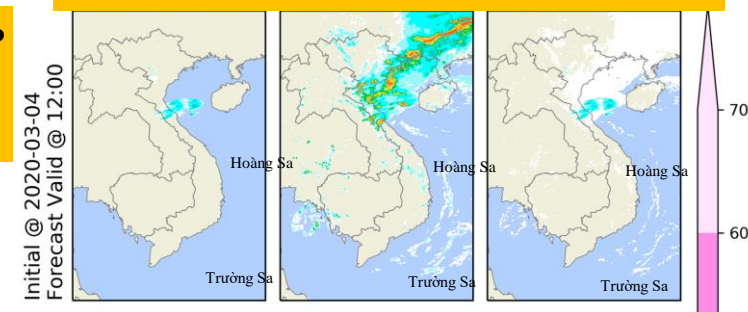 Initial @ 2020-03-04
Forecast Valid @ 12:00
Hoàng Sa
Trường Sa
Hoàng Sa
Trường Sa
Hoàng Sa
Trường Sa
70
60